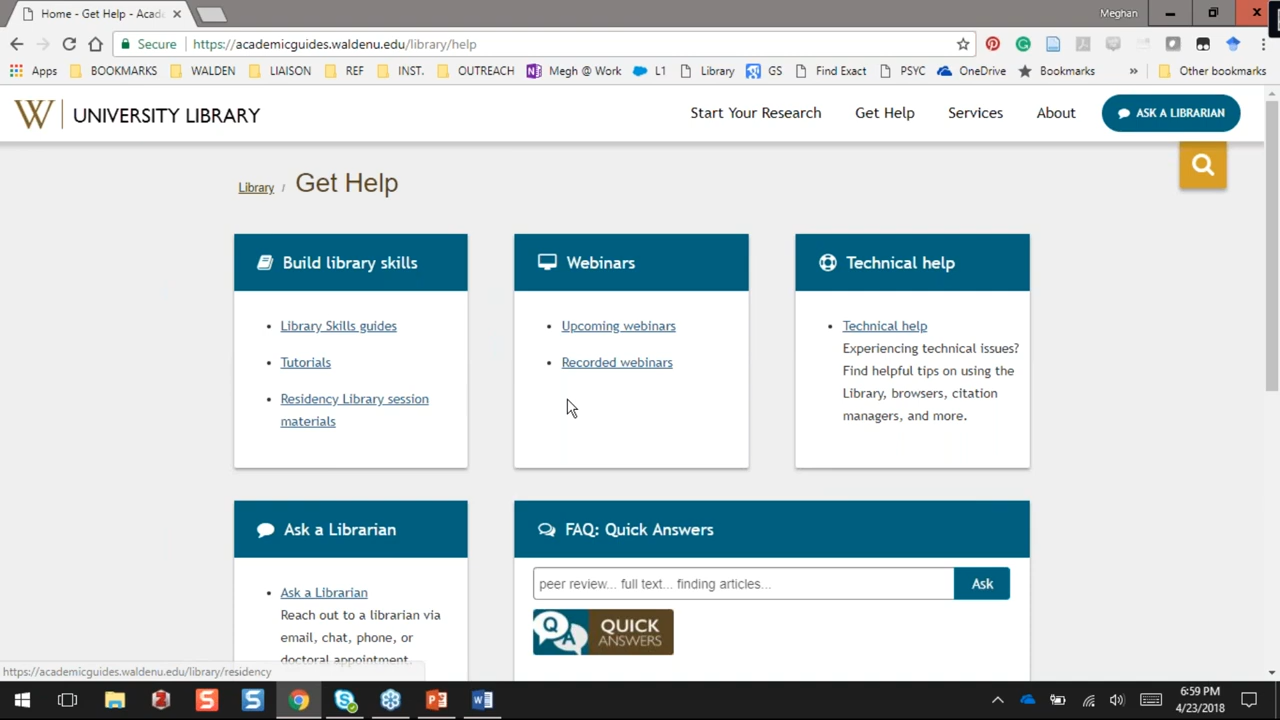 Home - Get Help - Acad
Meghan
Secure
https://academicguides.waldenu.edu/library/help
Apps
BOOKMARKS
WALDEN
LIAISON
REF
INST.
OUTREACH
Megh @ Work
L1
Library
GS
Find Exact
PSYC
OneDrive
Bookmarks
»
Other bookmarks
W UNIVERSITY LIBRARY
Start Your Research
Get Help
Services
About
ASK A LIBRARIAN
Library / Get Help
Build library skills
Library Skills guides
Tutorials
Residency Library session
materials
Webinars
Upcoming webinars
Recorded webinars
Technical help
Technical help
Experiencing technical issues?
Find helpful tips on using the
Library, browsers, citation
managers, and more.
Ask a Librarian
Ask a Librarian
Reach out to a librarian via
email, chat, phone, or
doctoral appointment.
FAQ: Quick Answers
peer review... full text... finding articles...
Ask
Q A QUICK
ANSWERS
https://academicguides.waldenu.edu/library/residency
6:59 PM
4/23/2018